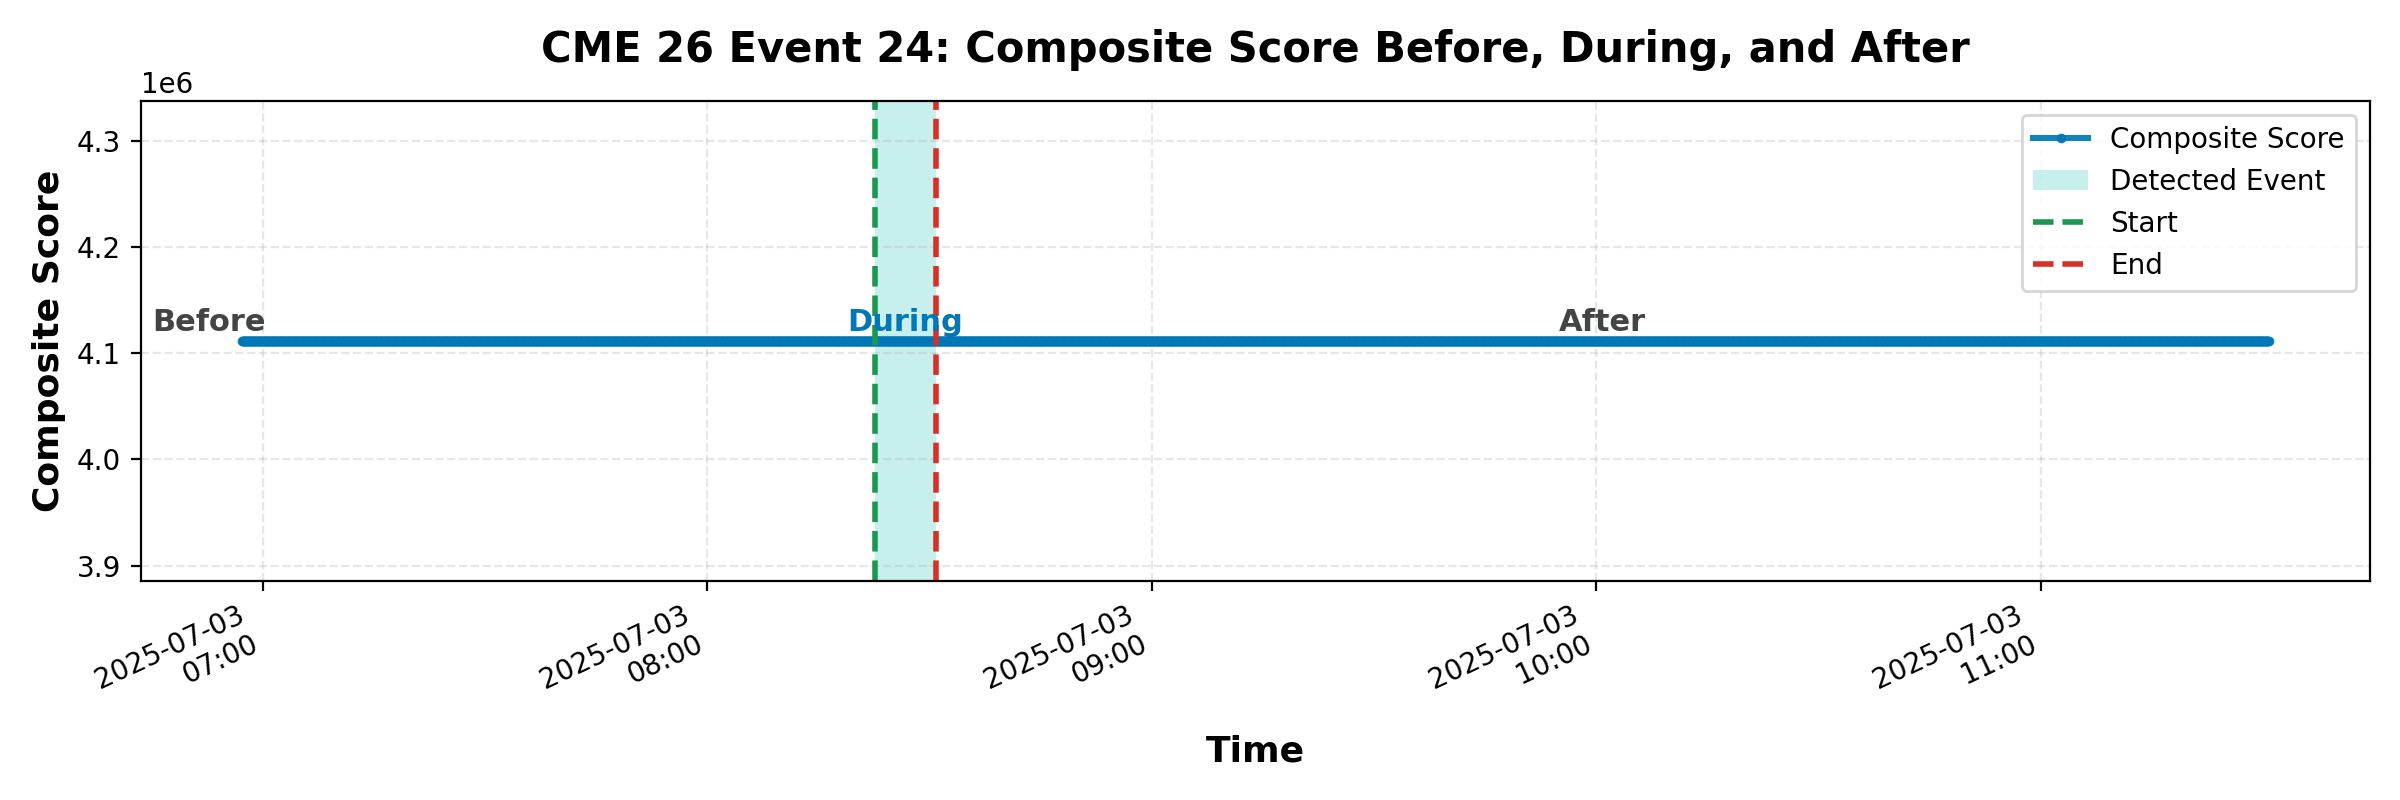 CME 26 Event 24: Composite Score Before, During, and After
1e6
4.3
4.2
4.1
4.0
3.9
Composite Score
Before
During
After
Composite Score
Detected Event
Start
End
2025-07-03
07:00
2025-07-03
08:00
2025-07-03
09:00
2025-07-03
10:00
2025-07-03
11:00
Time